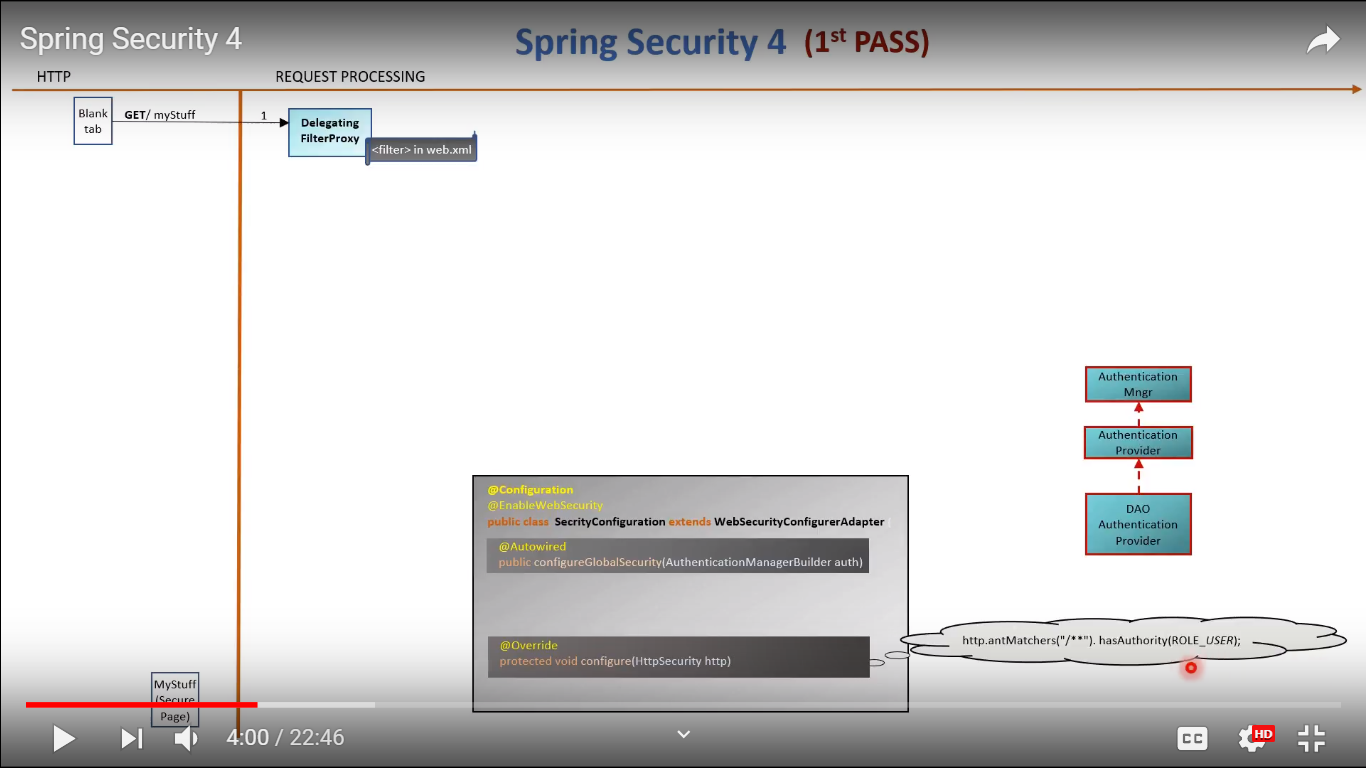 Spring Security 4
Spring Security 4 (1st PASS)
HTTP
REQUEST PROCESSING
Blank
tab
GET/ myStuff
1
Delegating
FilterProxy
<filter> in web.xml
Authentication
Mngr
Authentication
Provider
DAO
Authentication
Provider
@Configuration
@EnableWebSecurity
public class SecrityConfiguration extends WebSecurityConfigurerAdapter {
@Autowired
public configureGlobalSecurity(AuthenticationManagerBuilder auth)
@Override
protected void configure(HttpSecurity http)
http.antMatchers("/**"). hasAuthority(ROLE_USER);
MyStuff
(Secure
Page)
4:00 / 22:46
CC
HD